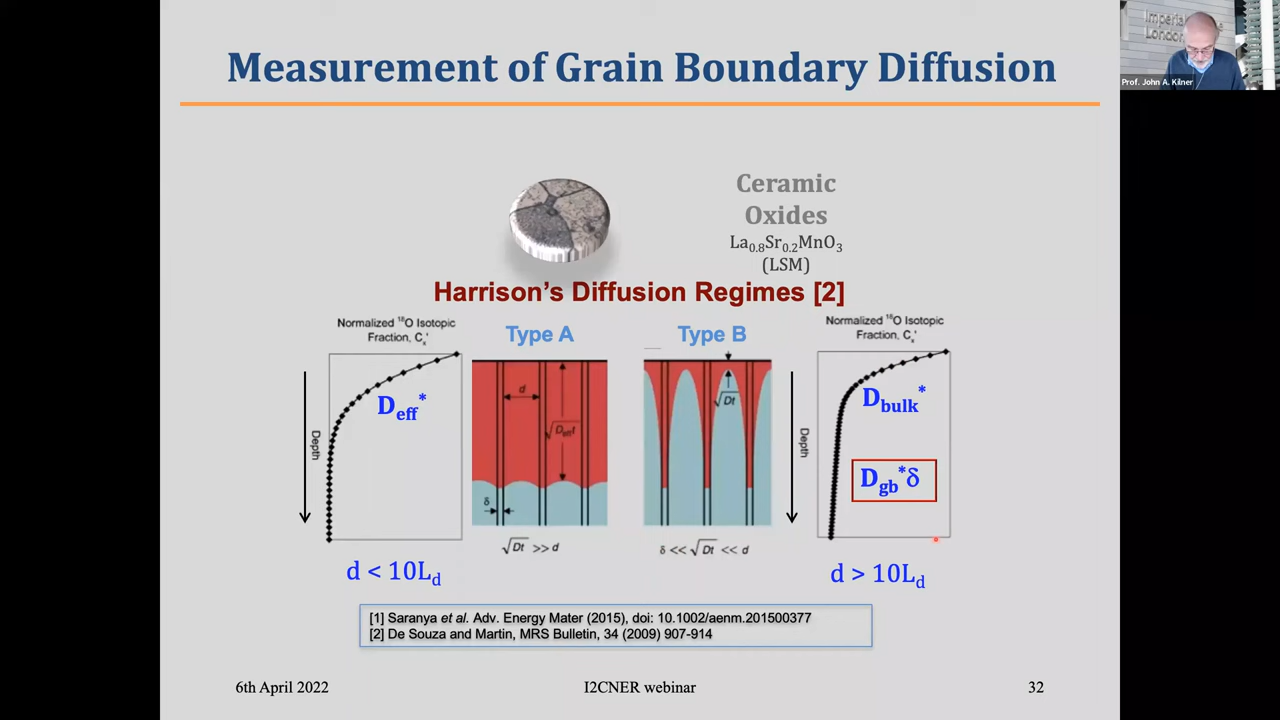 Measurement of Grain Boundary Diffusion
Imperial
London
Prof. John A. Kilner
Ceramic
Oxides
La0.8Sr0.2MnO3
(LSM)
Harrison's Diffusion Regimes [2]
Normalized 18O Isotopic
Fraction, Cx'
Deff*
Depth
Type A
d
√Defft
δ
√Dt >> d
Type B
√Dt
δ << √Dt << d
Normalized 18O Isotopic
Fraction, Cx'
Dbulk*
Dgb*δ
Depth
d < 10Ld
d > 10Ld
[1] Saranya et al. Adv. Energy Mater (2015), doi: 10.1002/aenm.201500377
[2] De Souza and Martin, MRS Bulletin, 34 (2009) 907-914
6th April 2022
I2CNER webinar
32